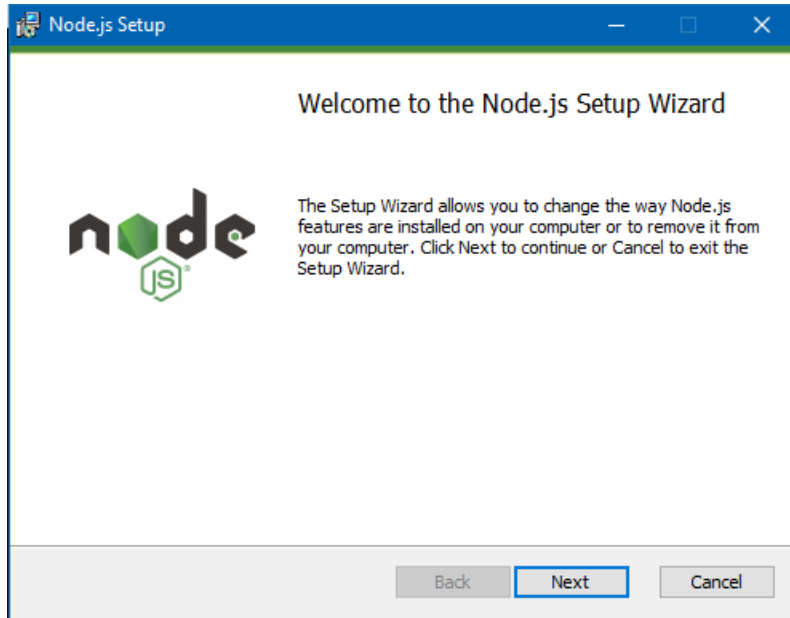 Node.js Setup
Welcome to the Node.js Setup Wizard
The Setup Wizard allows you to change the way Node.js
features are installed on your computer or to remove it from
your computer. Click Next to continue or Cancel to exit the
Setup Wizard.
node
JS®
Back Next Cancel